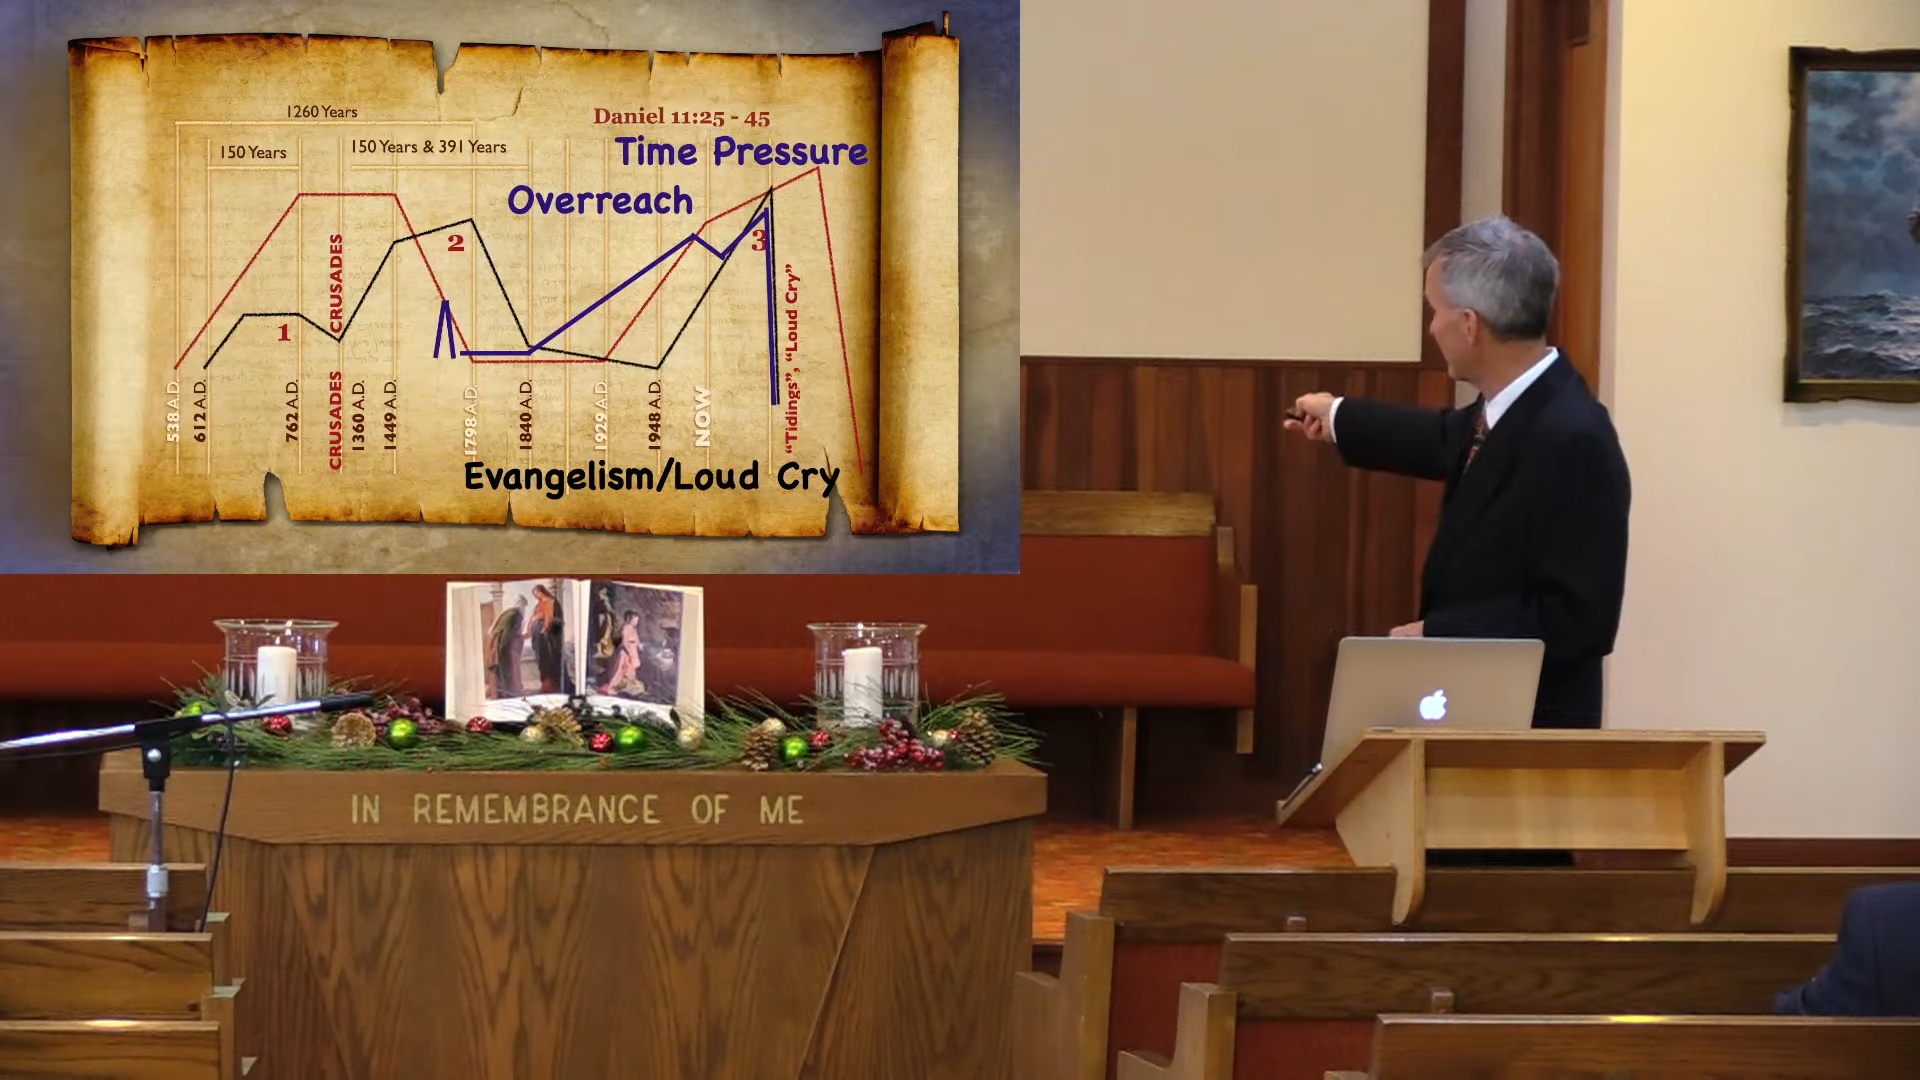 1260 Years
Daniel 11:25 - 45
150 Years
150 Years & 391 Years
Time Pressure
Overreach
1
2
3
538 A.D.
612 A.D.
762 A.D.
CRUSADES CRUSADES
1360 A.D.
1449 A.D.
1798 A.D.
1840 A.D.
1929 A.D.
1948 A.D.
NOW
“Tidings”, “Loud Cry”
Evangelism/Loud Cry
IN REMEMBRANCE OF ME